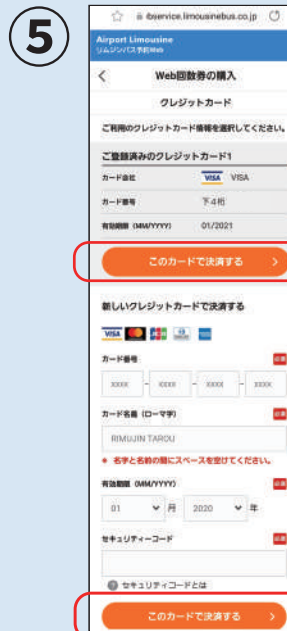 5
ibservice.limousinebus.co.jp
Airport Limousine
リムジンバス予約Web
Web回数券の購入
クレジットカード
ご利用のクレジットカード情報を選択してください。
ご登録済みのクレジットカード1
カード会社 VISA VISA
カード番号 下4桁
有効期限 (MM/YYYY) 01/2021
このカードで決済する
新しいクレジットカードで決済する
VISA JCB
カード番号 必須
xxxx - xxxx - xxxx - xxxx
カード名義 (ローマ字) 必須
RIMUJIN TAROU
* 名字と名前の間にスペースを空けてください。
有効期限 (MM/YYYY) 必須
01 月 2020 年
セキュリティーコード 必須
? セキュリティコードとは
このカードで決済する